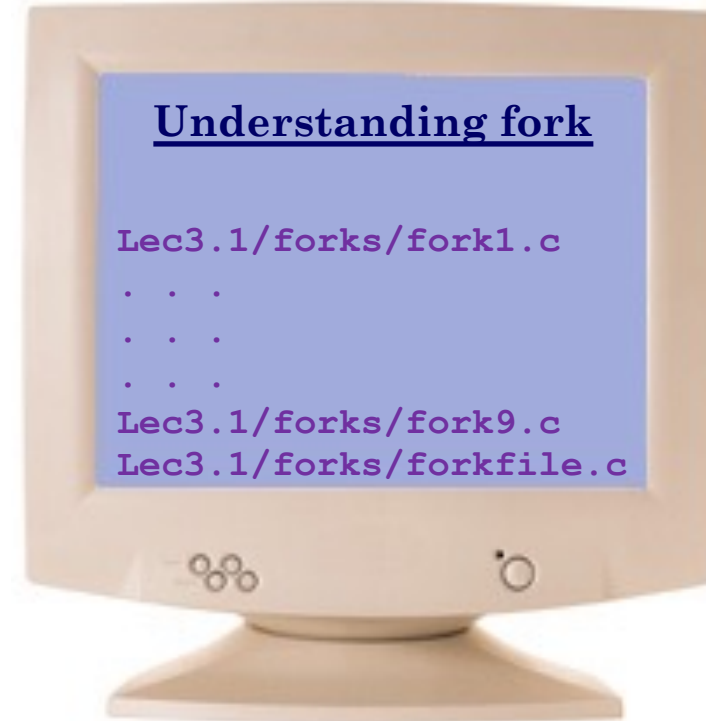 Understanding fork
Lec3.1/forks/fork1.c
. . .
. . .
. . .
Lec3.1/forks/fork9.c
Lec3.1/forks/forkfile.c